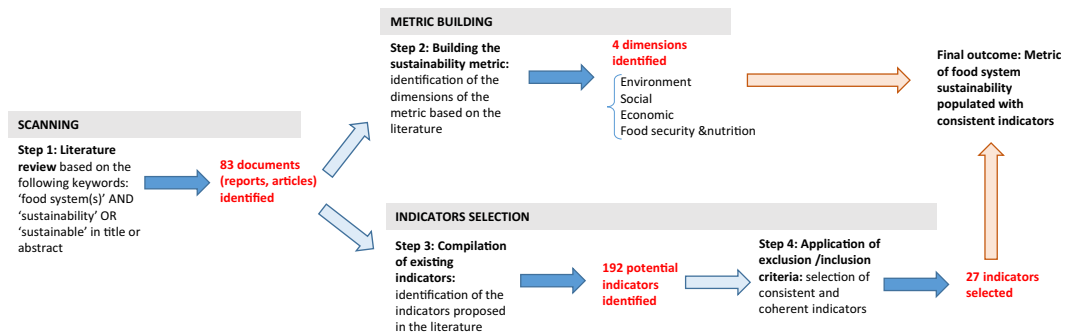 SCANNING
Step 1: Literature
review based on the
following keywords:
‘food system(s)’ AND
‘sustainability’ OR
‘sustainable’ in title or
abstract
83 documents
(reports, articles)
identified
METRIC BUILDING
Step 2: Building the
sustainability metric:
identification of the
dimensions of the
metric based on the
literature
4 dimensions
identified
Environment
Social
Economic
Food security &nutrition
INDICATORS SELECTION
Step 3: Compilation
of existing
indicators:
identification of the
indicators proposed
in the literature
192 potential
indicators
identified
Step 4: Application of
exclusion /inclusion
criteria: selection of
consistent and
coherent indicators
27 indicators
selected
Final outcome: Metric
of food system
sustainability
populated with
consistent indicators